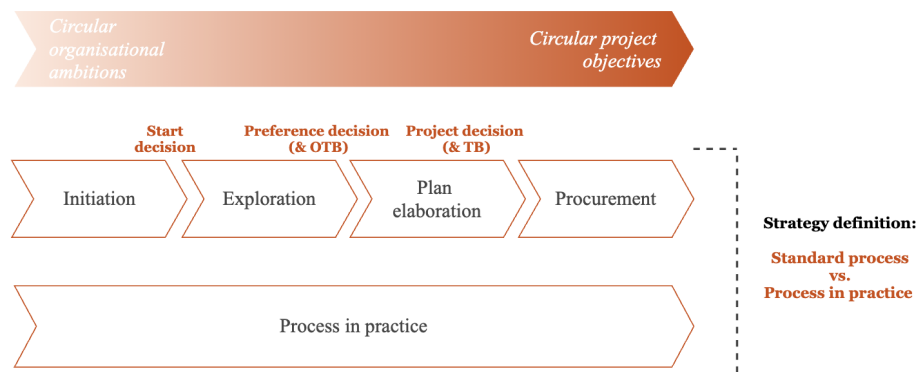 Circular
organisational
ambitions
Circular project
objectives
Start
decision
Preference decision
(& OTB)
Project decision
(& TB)
Initiation
Exploration
Plan
elaboration
Procurement
Strategy definition:
Standard process
vs.
Process in practice
Process in practice